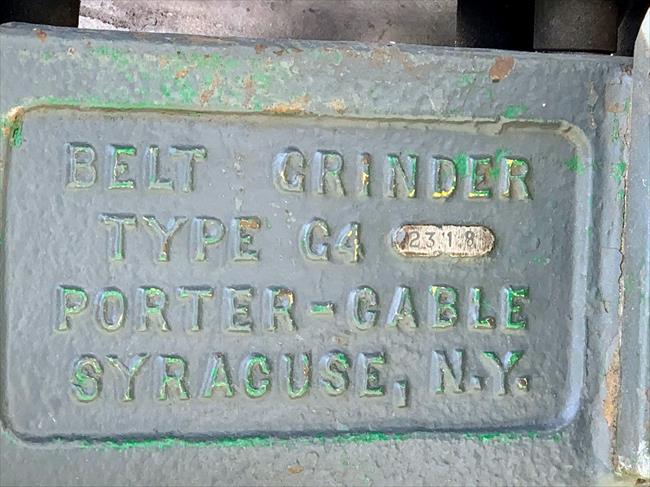 BELT GRINDER
TYPE G4 2318
PORTER-CABLE
SYRACUSE, N.Y.